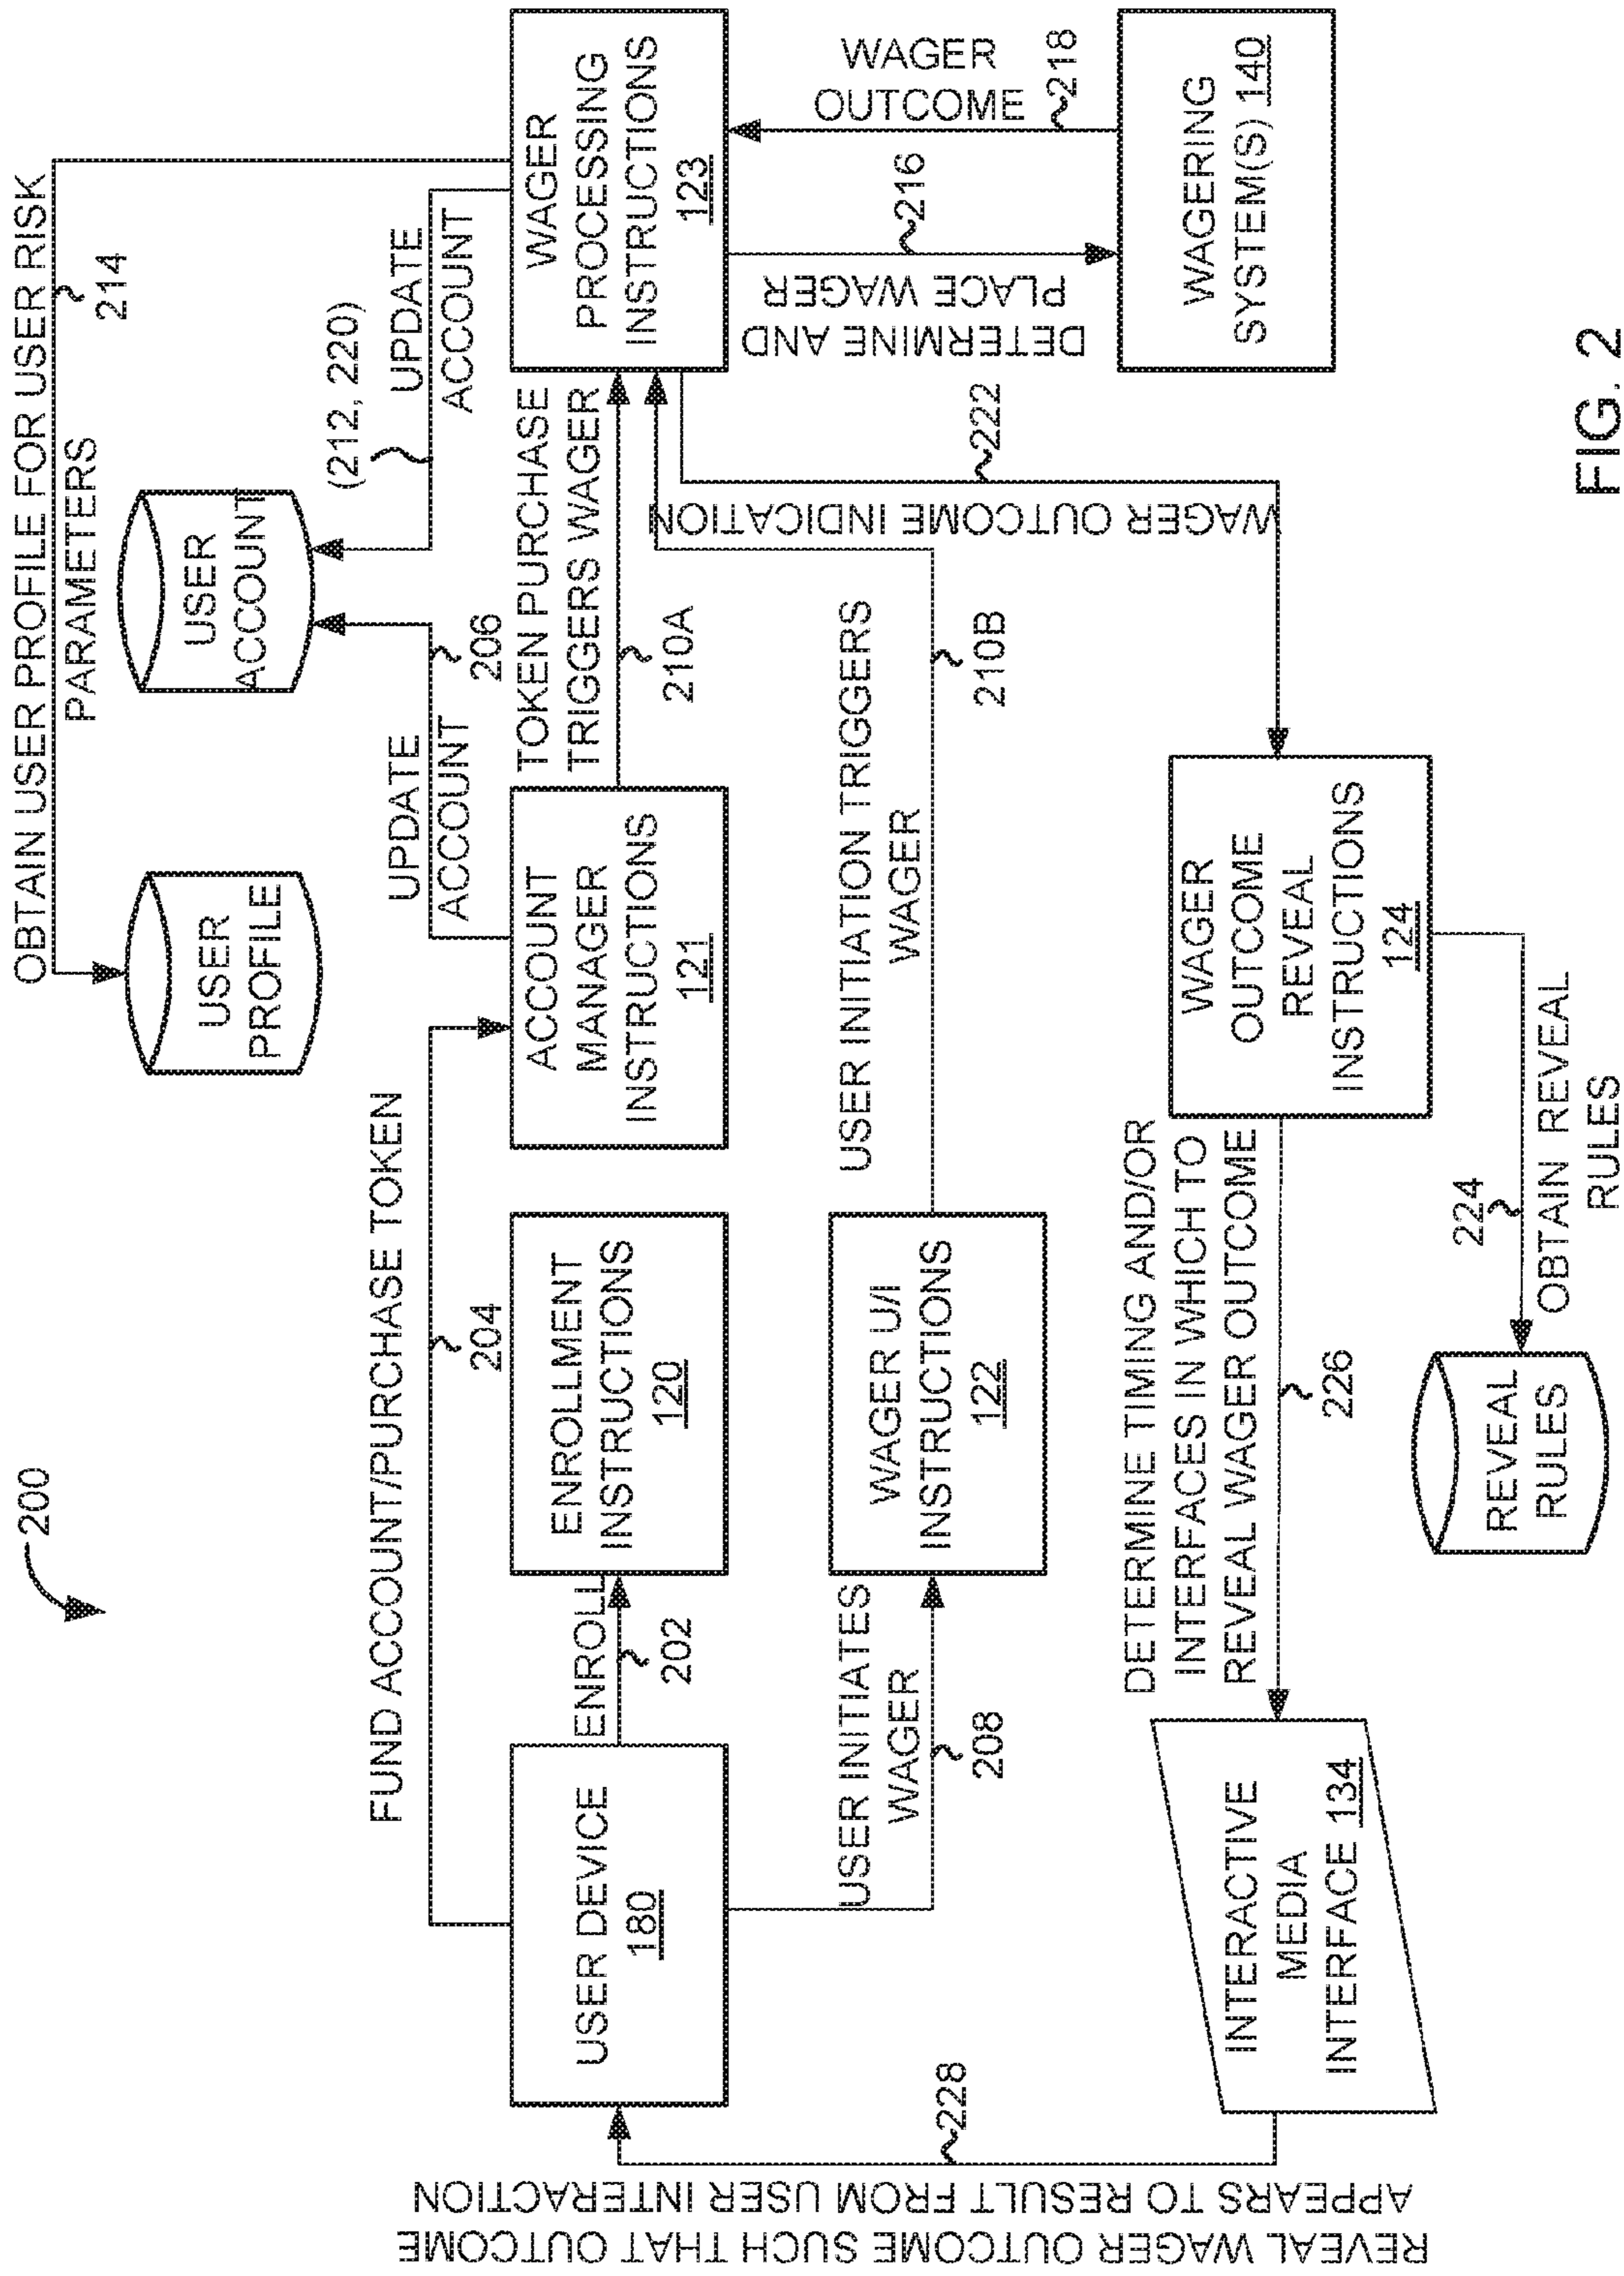 200
OBTAIN USER PROFILE FOR USER RISK
PARAMETERS
214
USER
PROFILE
USER
ACCOUNT
(212, 220)
UPDATE
ACCOUNT
FUND ACCOUNT/PURCHASE TOKEN
204
UPDATE
ACCOUNT
206
USER DEVICE
180
ENROLL
202
ENROLLMENT
INSTRUCTIONS
120
ACCOUNT
MANAGER
INSTRUCTIONS
121
TOKEN PURCHASE
TRIGGERS WAGER
210A
WAGER
PROCESSING
INSTRUCTIONS
123
USER INITIATES
WAGER
208
WAGER U/I
INSTRUCTIONS
122
USER INITIATION TRIGGERS
WAGER
210B
DETERMINE AND
PLACE WAGER
216
WAGER
OUTCOME
218
WAGERING
SYSTEM(S) 140
WAGER OUTCOME INDICATION
222
WAGER
OUTCOME
REVEAL
INSTRUCTIONS
124
224
OBTAIN REVEAL
RULES
REVEAL
RULES
DETERMINE TIMING AND/OR
INTERFACES IN WHICH TO
REVEAL WAGER OUTCOME
226
INTERACTIVE
MEDIA
INTERFACE 134
228
REVEAL WAGER OUTCOME SUCH THAT OUTCOME
APPEARS TO RESULT FROM USER INTERACTION
FIG. 2